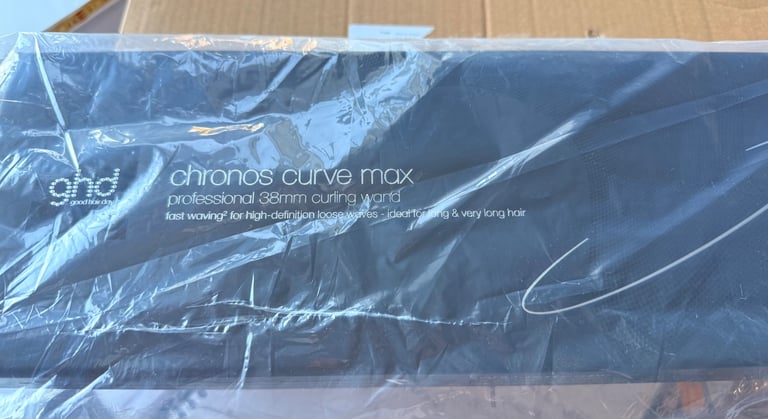 ghd
good hair day
chronos curve max
professional 38mm curling wand
fast waving² for high-definition loose waves - ideal for long & very long hair